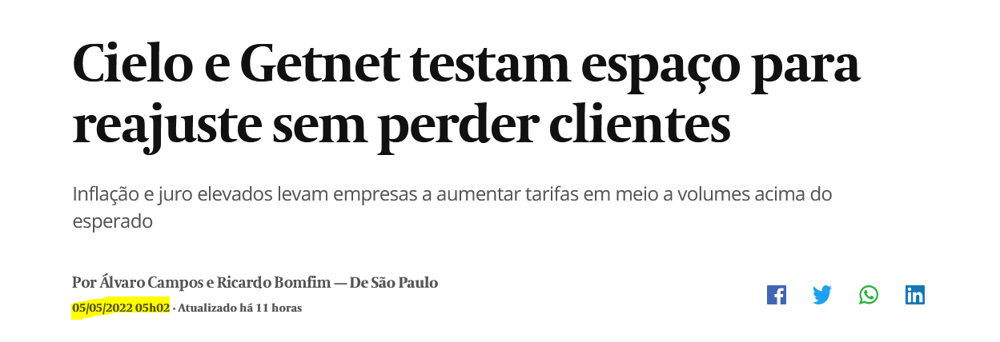 Cielo e Getnet testam espaço para
reajuste sem perder clientes
Inflação e juro elevados levam empresas a aumentar tarifas em meio a volumes acima do
esperado
Por Álvaro Campos e Ricardo Bomfim — De São Paulo
05/05/2022 05h02 · Atualizado há 11 horas